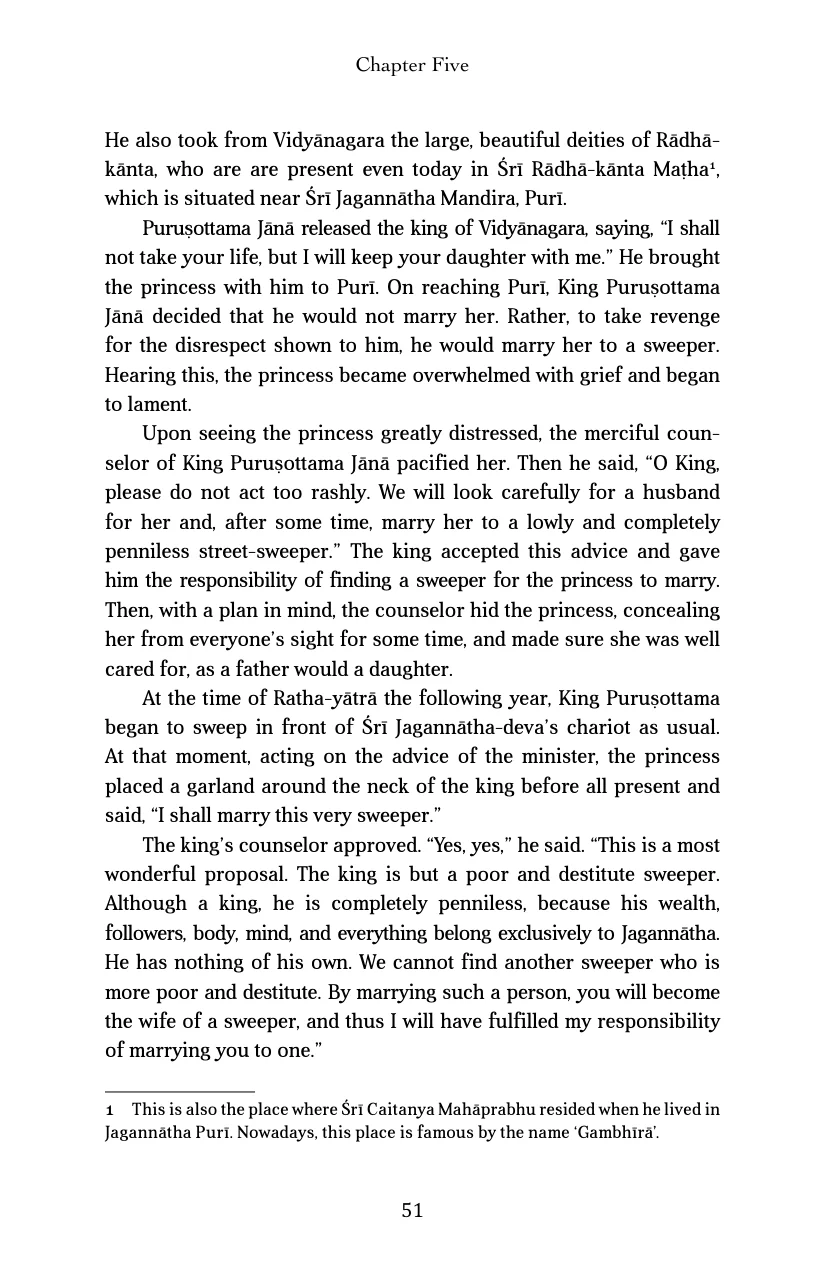 Chapter Five
He also took from Vidyānagara the large, beautiful deities of Rādhā-
kānta, who are are present even today in Śrī Rādhā-kānta Maṭha¹,
which is situated near Śrī Jagannātha Mandira, Purī.
Puruṣottama Jānā released the king of Vidyānagara, saying, “I shall
not take your life, but I will keep your daughter with me.” He brought
the princess with him to Purī. On reaching Purī, King Puruṣottama
Jānā decided that he would not marry her. Rather, to take revenge
for the disrespect shown to him, he would marry her to a sweeper.
Hearing this, the princess became overwhelmed with grief and began
to lament.
Upon seeing the princess greatly distressed, the merciful coun-
selor of King Puruṣottama Jānā pacified her. Then he said, “O King,
please do not act too rashly. We will look carefully for a husband
for her and, after some time, marry her to a lowly and completely
penniless street-sweeper.” The king accepted this advice and gave
him the responsibility of finding a sweeper for the princess to marry.
Then, with a plan in mind, the counselor hid the princess, concealing
her from everyone’s sight for some time, and made sure she was well
cared for, as a father would a daughter.
At the time of Ratha-yātrā the following year, King Puruṣottama
began to sweep in front of Śrī Jagannātha-deva’s chariot as usual.
At that moment, acting on the advice of the minister, the princess
placed a garland around the neck of the king before all present and
said, “I shall marry this very sweeper.”
The king’s counselor approved. “Yes, yes,” he said. “This is a most
wonderful proposal. The king is but a poor and destitute sweeper.
Although a king, he is completely penniless, because his wealth,
followers, body, mind, and everything belong exclusively to Jagannātha.
He has nothing of his own. We cannot find another sweeper who is
more poor and destitute. By marrying such a person, you will become
the wife of a sweeper, and thus I will have fulfilled my responsibility
of marrying you to one.”
1 This is also the place where Śrī Caitanya Mahāprabhu resided when he lived in
Jagannātha Purī. Nowadays, this place is famous by the name ‘Gambhīrā’.
51